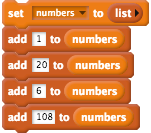 set numbers to list
add 1 to numbers
add 20 to numbers
add 6 to numbers
add 108 to numbers